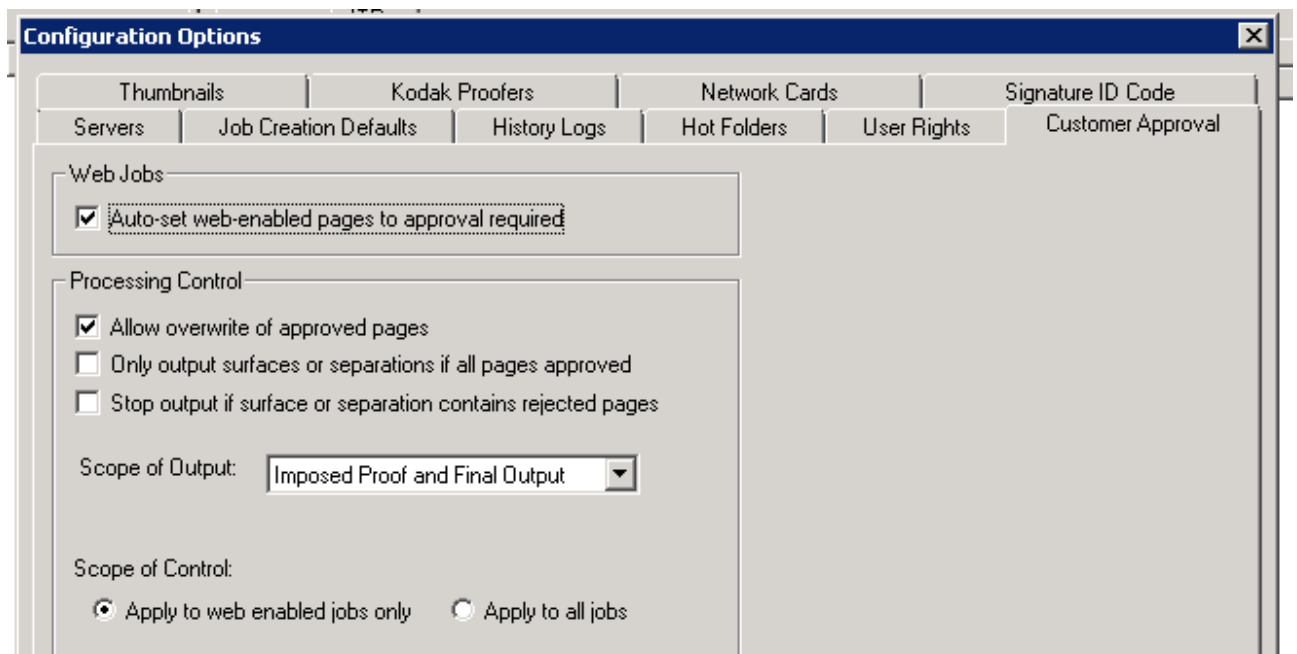 Configuration Options
Thumbnails Kodak Proofers Network Cards Signature ID Code
Servers Job Creation Defaults History Logs Hot Folders User Rights Customer Approval
Web Jobs
Auto-set web-enabled pages to approval required
Processing Control
Allow overwrite of approved pages
Only output surfaces or separations if all pages approved
Stop output if surface or separation contains rejected pages
Scope of Output: Imposed Proof and Final Output
Scope of Control:
Apply to web enabled jobs only Apply to all jobs